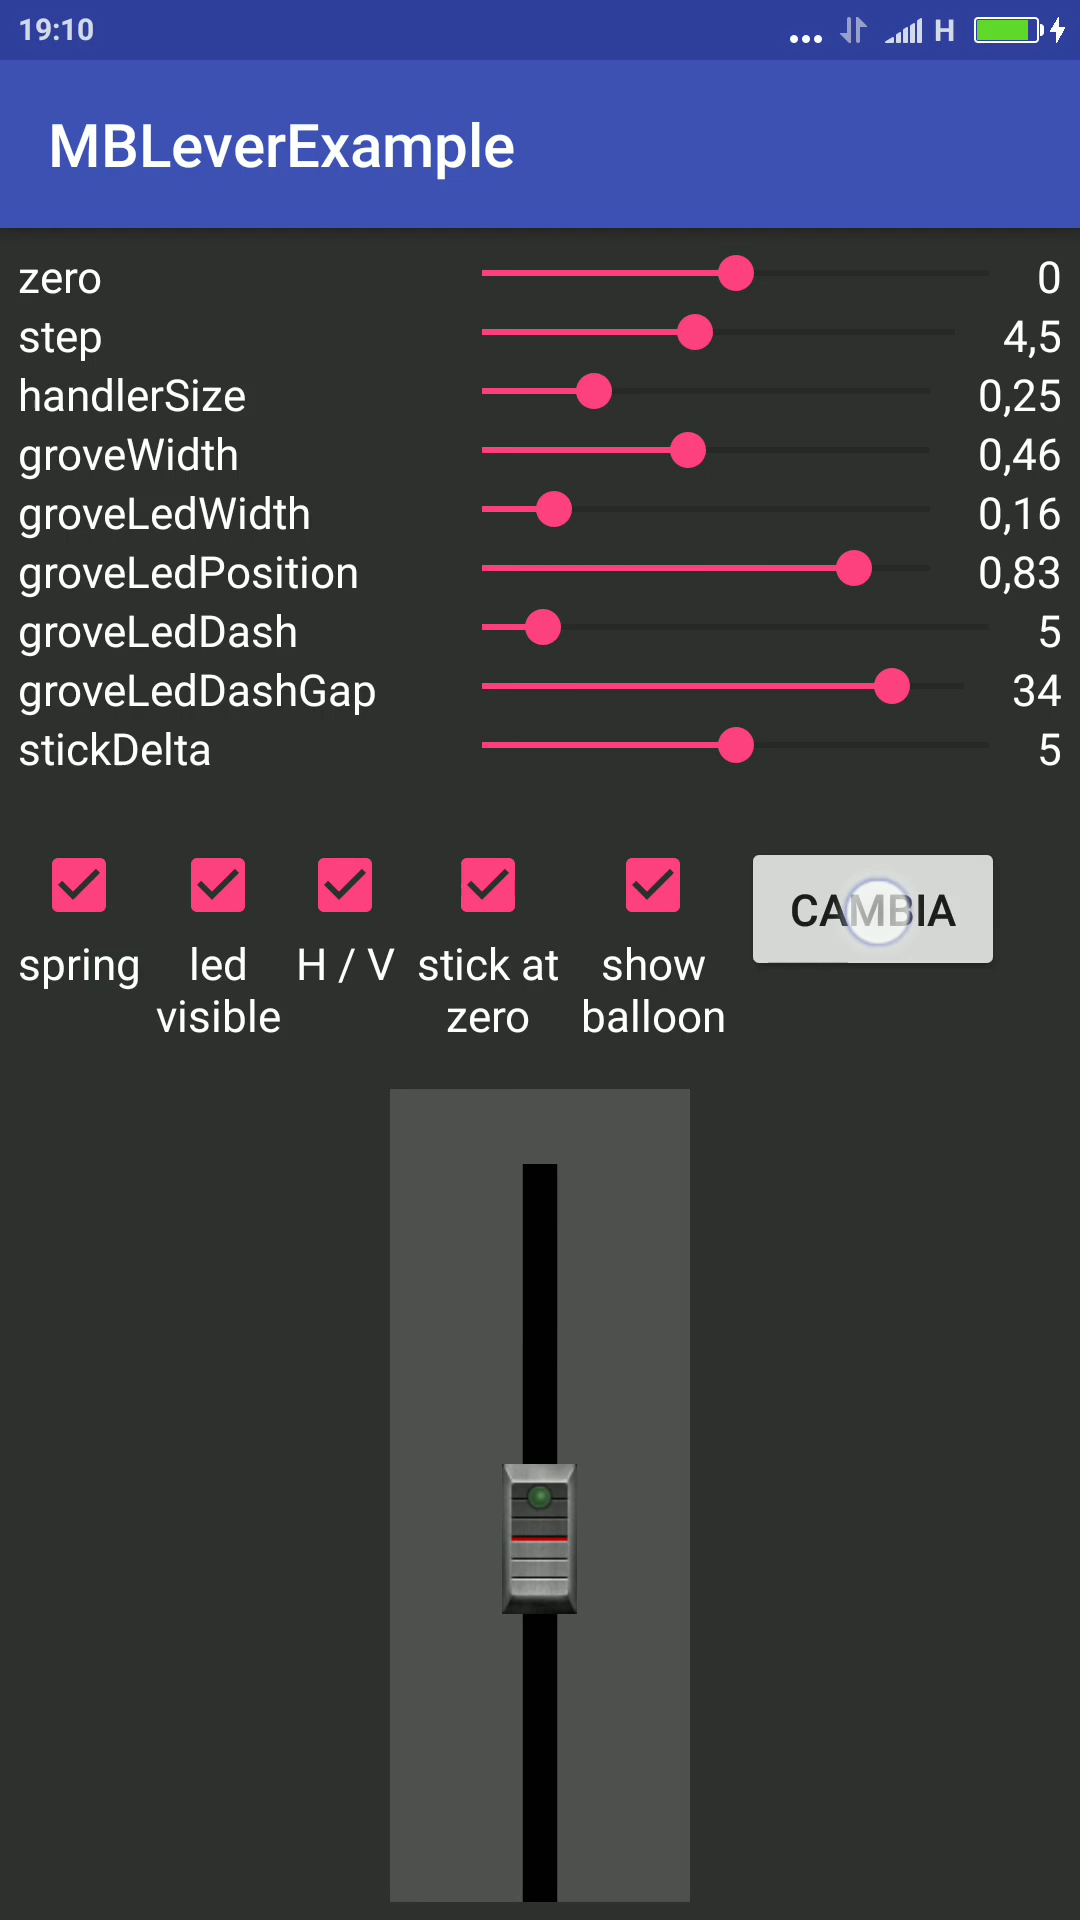 19:10
... H
MBLeverExample
zero 0
step 4,5
handlerSize 0,25
groveWidth 0,46
groveLedWidth 0,16
groveLedPosition 0,83
groveLedDash 5
groveLedDashGap 34
stickDelta 5
CAMBIA
spring led H / V stick at show
visible zero balloon